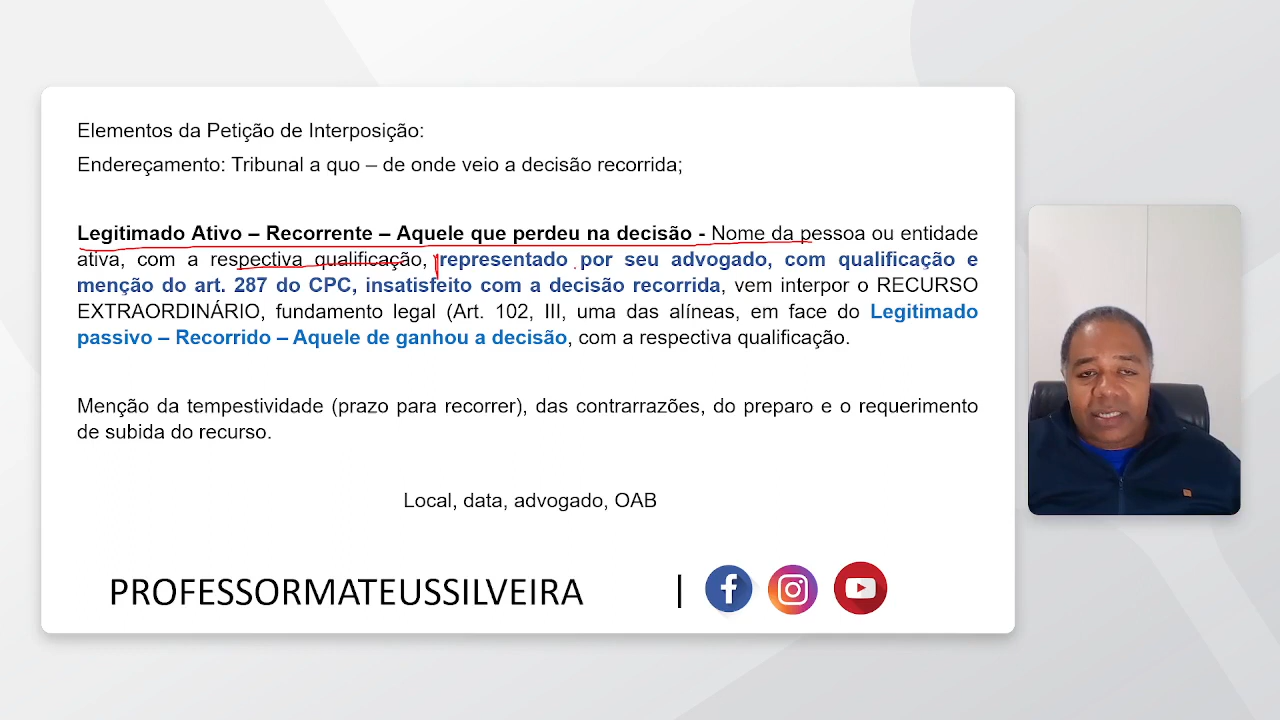 Elementos da Petição de Interposição:
Endereçamento: Tribunal a quo – de onde veio a decisão recorrida;
Legitimado Ativo – Recorrente – Aquele que perdeu na decisão - Nome da pessoa ou entidade
ativa, com a respectiva qualificação, representado por seu advogado, com qualificação e
menção do art. 287 do CPC, insatisfeito com a decisão recorrida, vem interpor o RECURSO
EXTRAORDINÁRIO, fundamento legal (Art. 102, III, uma das alíneas, em face do Legitimado
passivo – Recorrido – Aquele de ganhou a decisão, com a respectiva qualificação.
Menção da tempestividade (prazo para recorrer), das contrarrazões, do preparo e o requerimento
de subida do recurso.
Local, data, advogado, OAB
PROFESSORMATEUSSILVEIRA |